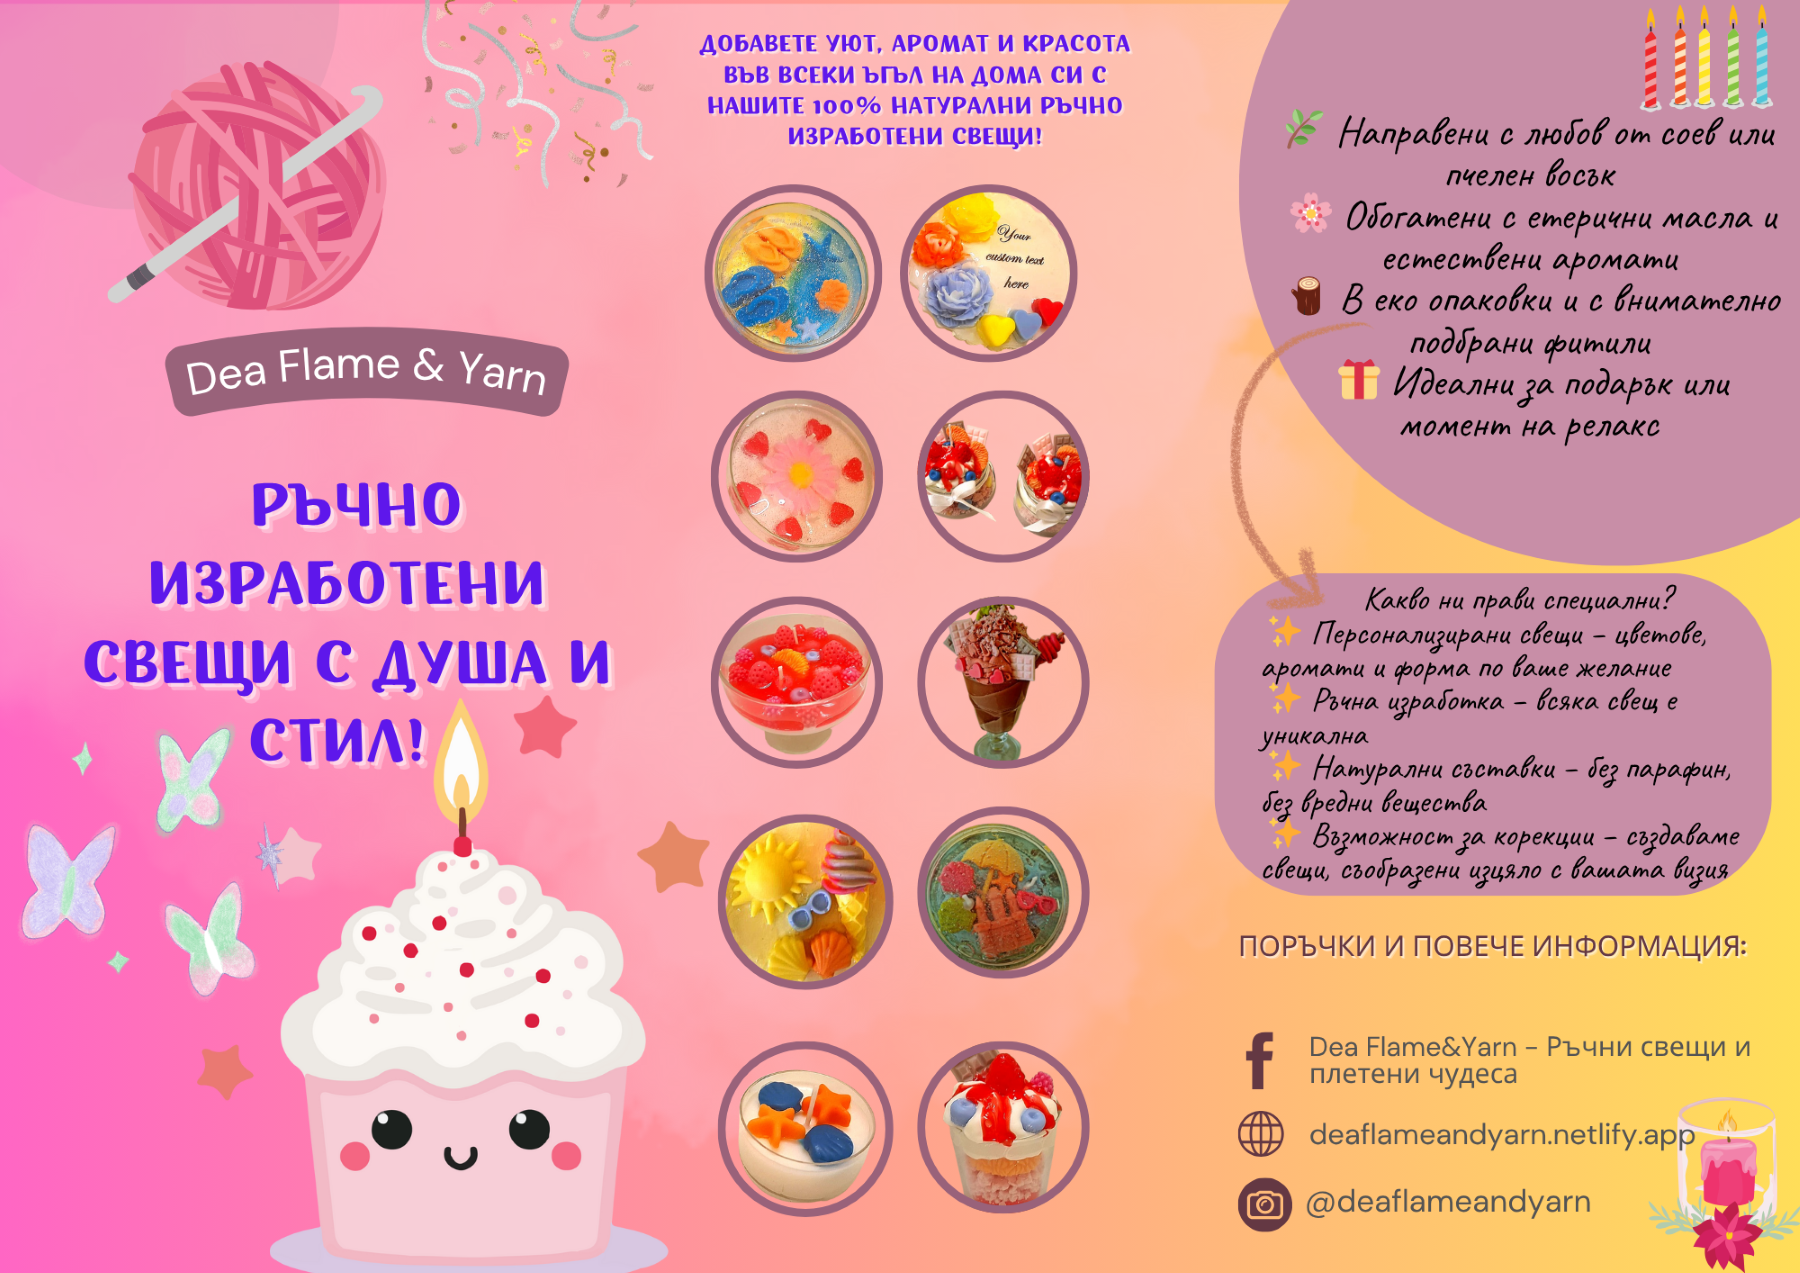 Dea Flame & Yarn
РЪЧНО
ИЗРАБОТЕНИ
СВЕЩИ С ДУША И
СТИЛ!
ДОБАВЕТЕ УЮТ, АРОМАТ И КРАСОТА
ВЪВ ВСЕКИ ЪГЪЛ НА ДОМА СИ С
НАШИТЕ 100% НАТУРАЛНИ РЪЧНО
ИЗРАБОТЕНИ СВЕЩИ!
Your
custom text
here
Направени с любов от соев или
пчелен восък
Обогатени с етерични масла и
естествени аромати
В еко опаковки и с внимателно
подбрани фитили
Идеални за подарък или
момент на релакс
Какво ни прави специални?
Персонализирани свещи – цветове,
аромати и форма по ваше желание
Ръчна изработка – всяка свещ е
уникална
Натурални съставки – без парафин,
без вредни вещества
Възможност за корекции – създаваме
свещи, съобразени изцяло с вашата визия
ПОРЪЧКИ И ПОВЕЧЕ ИНФОРМАЦИЯ:
Dea Flame&Yarn - Ръчни свещи и
плетени чудеса
deaflameandyarn.netlify.app
@deaflameandyarn